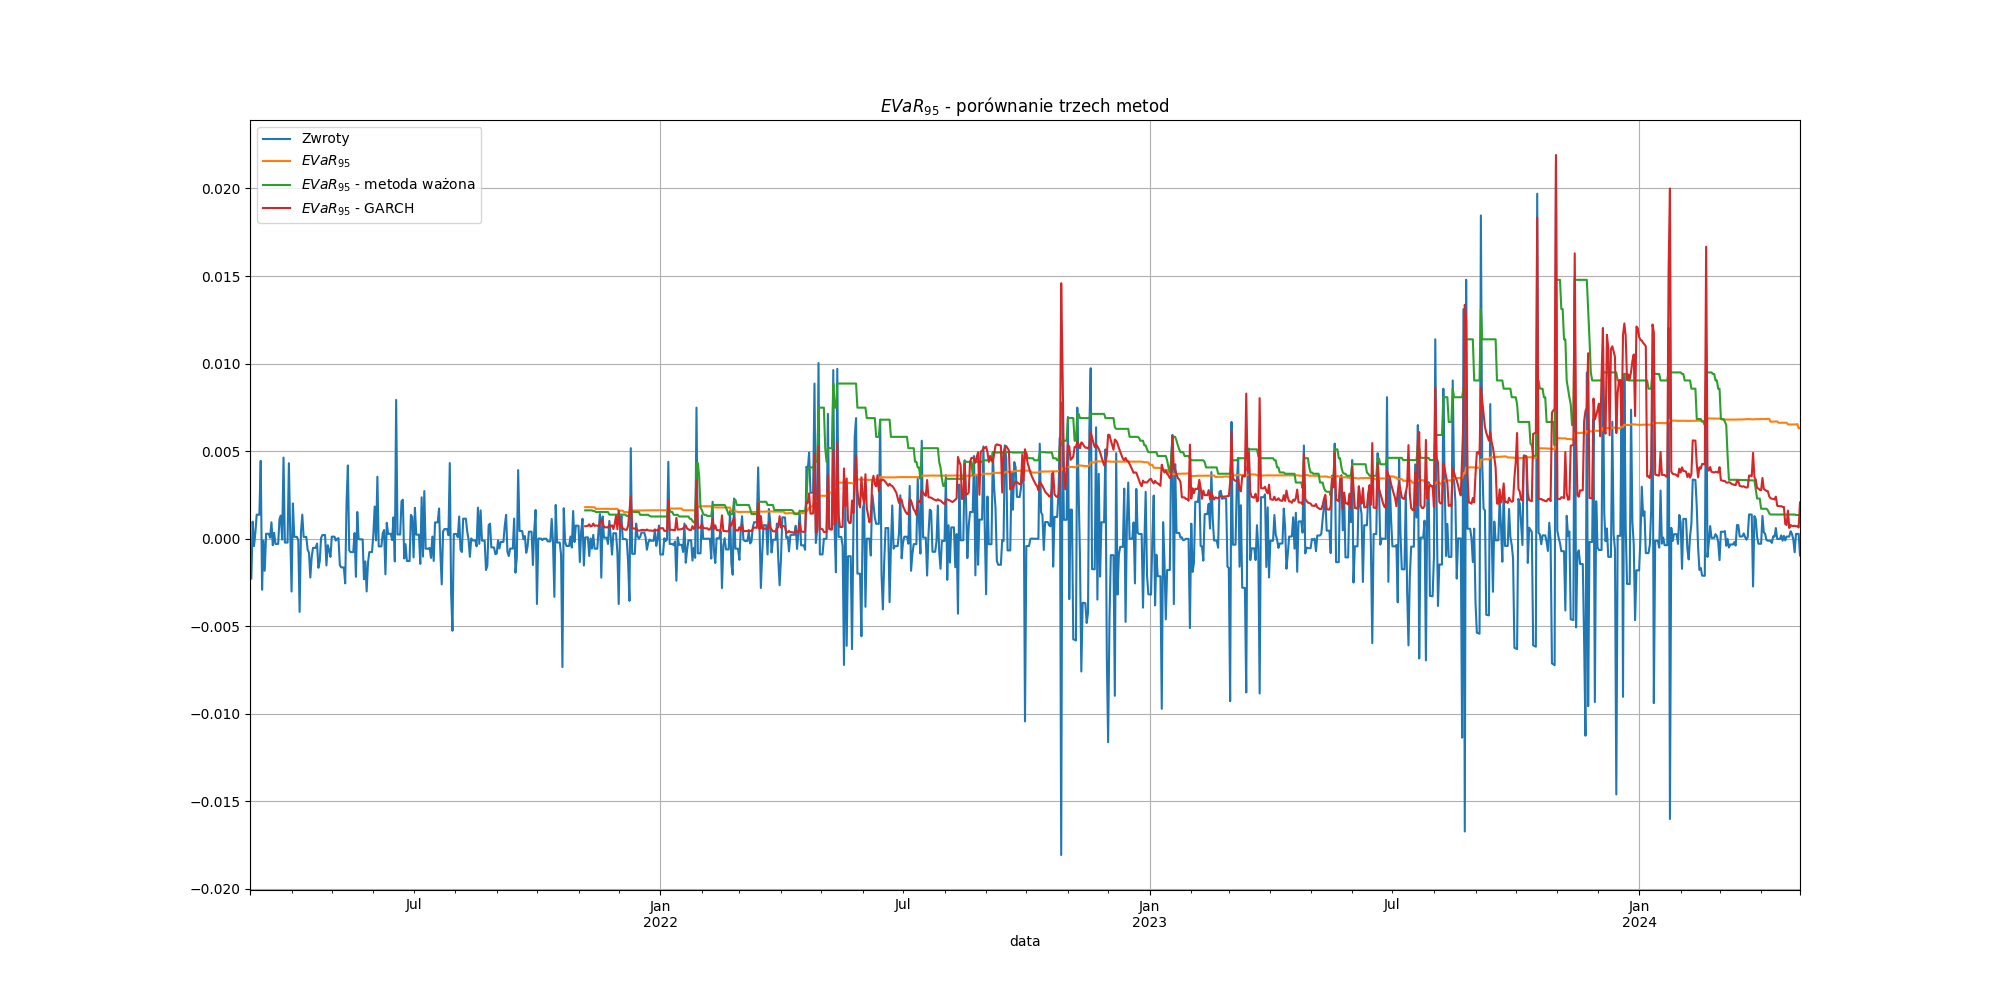 EVaR₉₅ - porównanie trzech metod
Zwroty
EVaR₉₅
EVaR₉₅ - metoda ważona
EVaR₉₅ - GARCH
0.020
0.015
0.010
0.005
0.000
−0.005
−0.010
−0.015
−0.020
Jul
Jan
2022
Jul
Jan
2023
Jul
Jan
2024
data